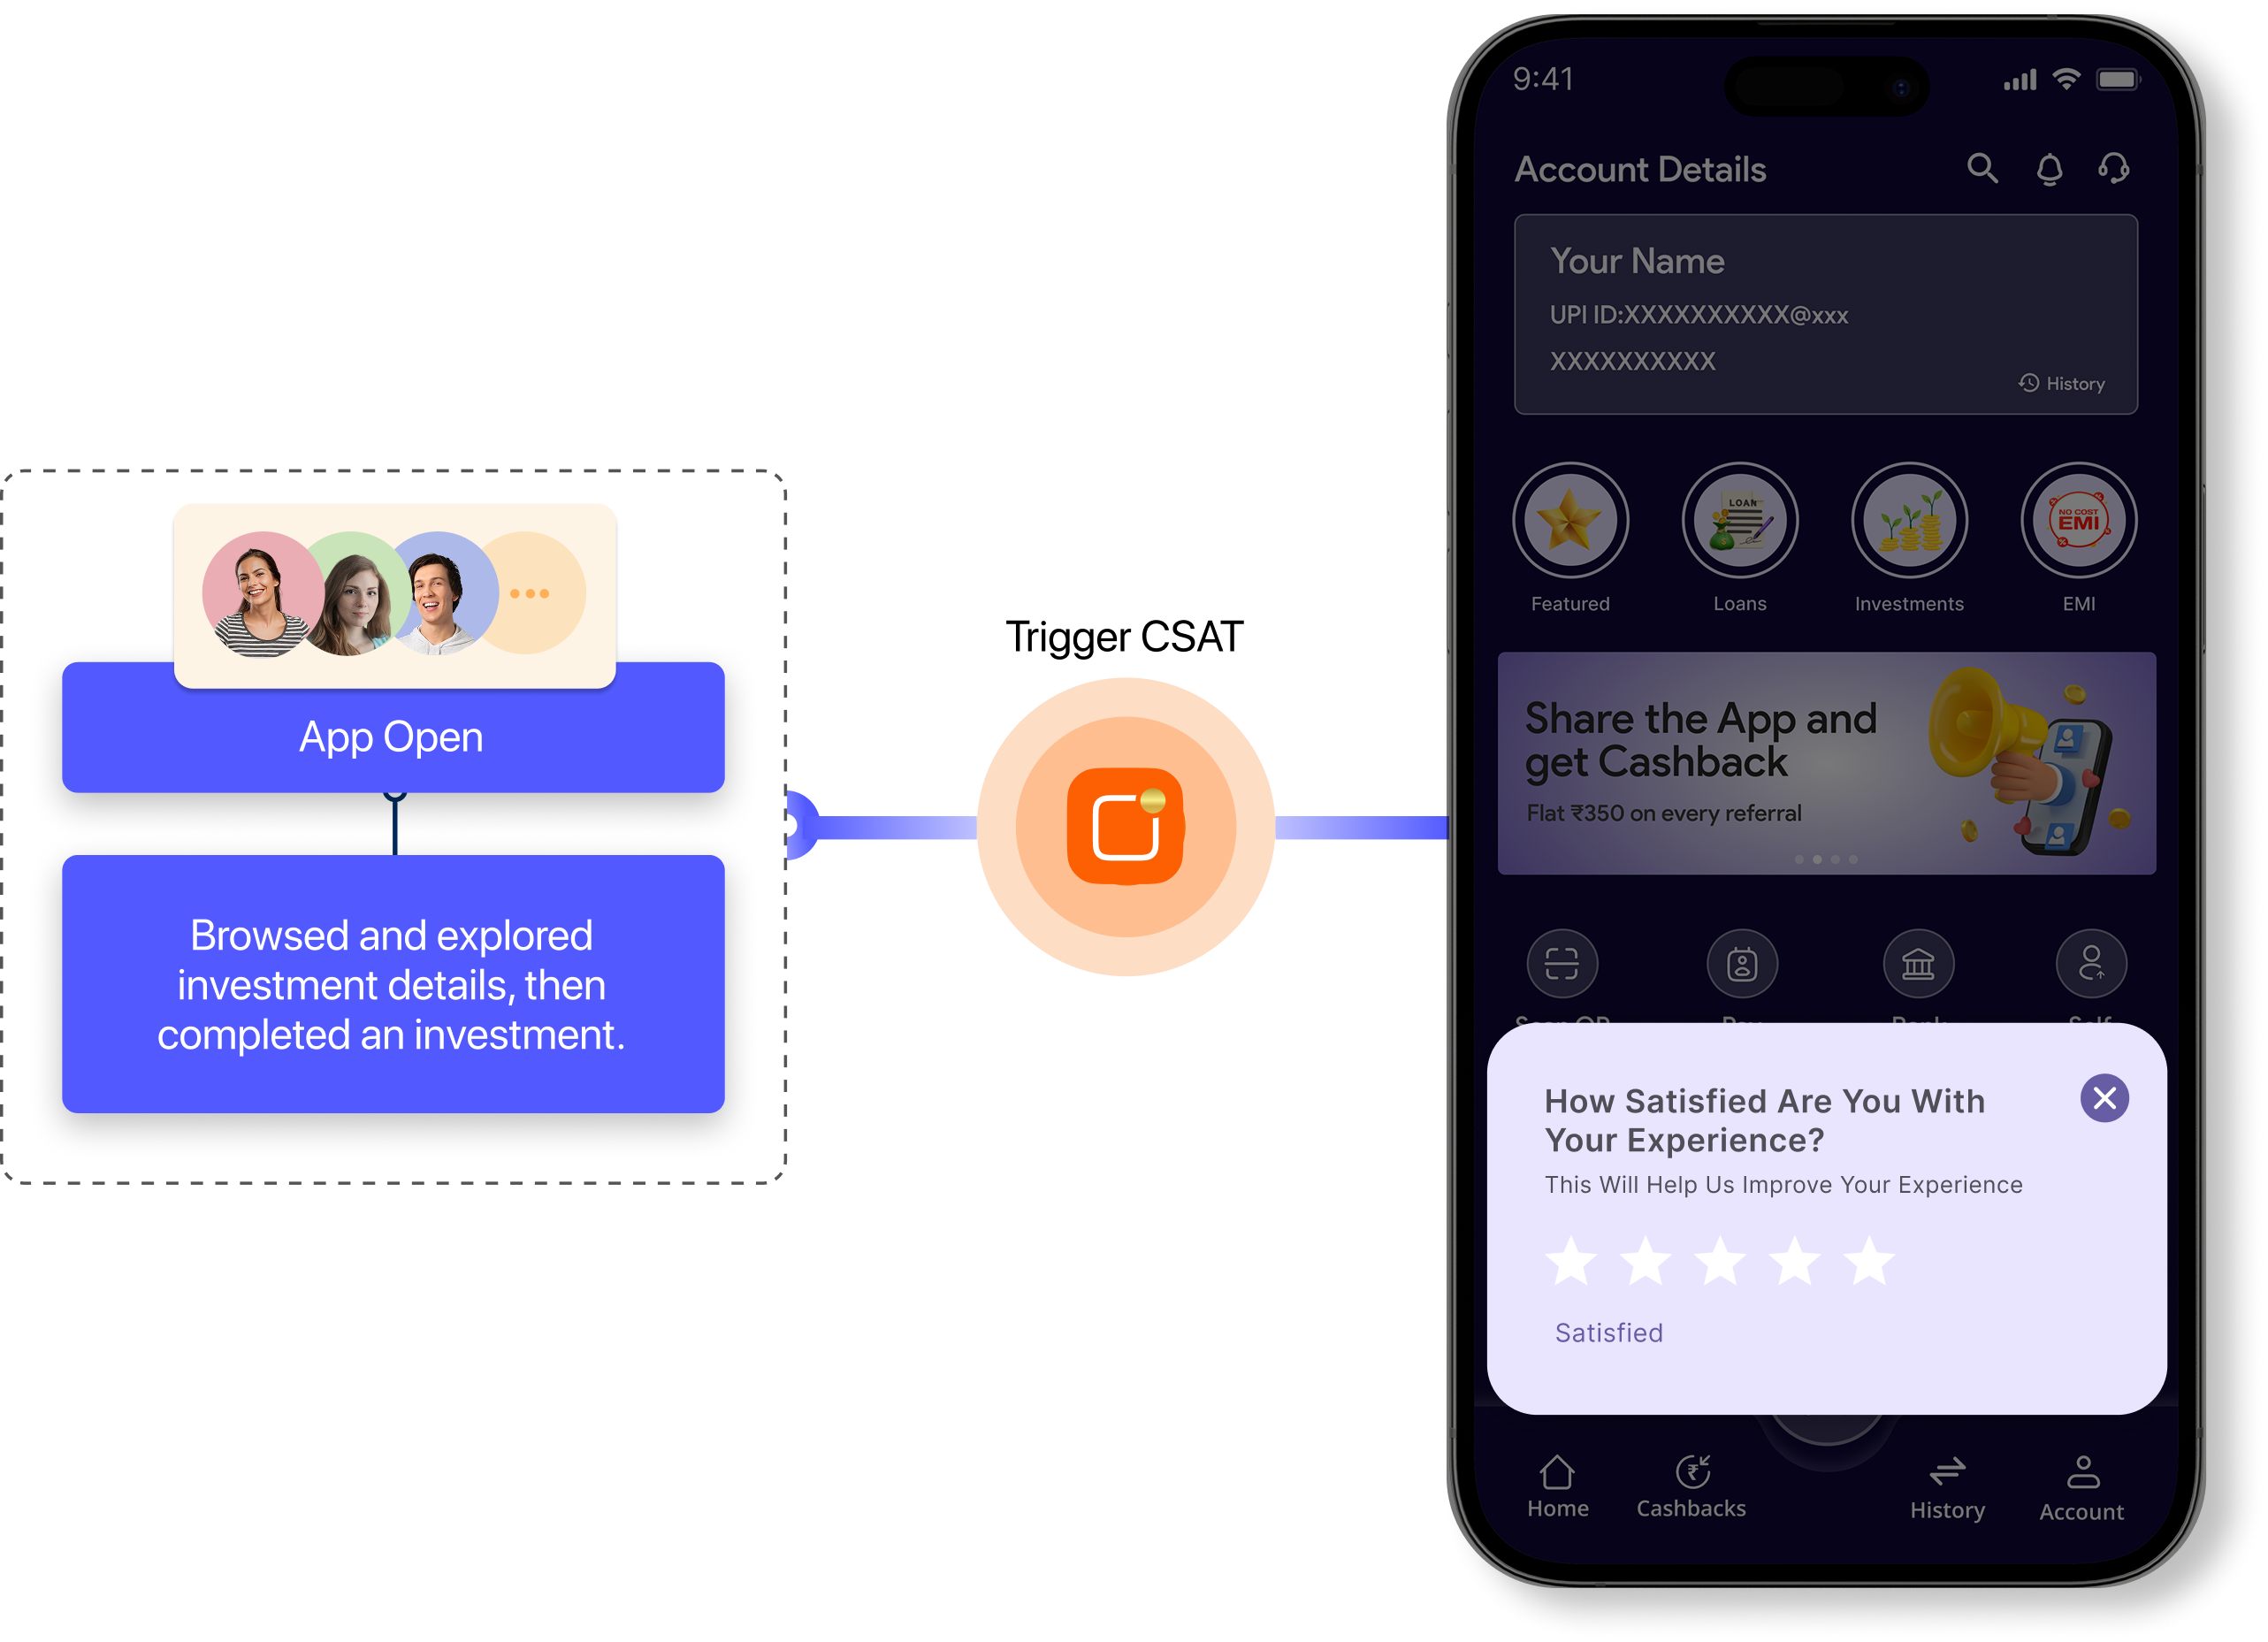 App Open
Browsed and explored
investment details, then
completed an investment.
Trigger CSAT
9:41
Account Details
Your Name
UPI ID:XXXXXXXXXX@xxx
XXXXXXXXXX
History
LOAN
NO COST
EMI
Featured
Loans
Investments
EMI
Share the App and
get Cashback
Flat ₹350 on every referral
How Satisfied Are You With
Your Experience?
This Will Help Us Improve Your Experience
Satisfied
Home
Cashbacks
History
Account